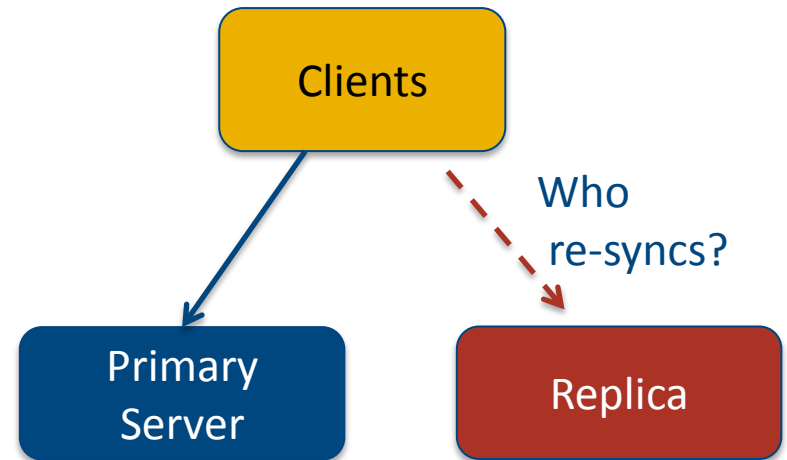 Clients
Who
re-syncs?
Primary
Server
Replica